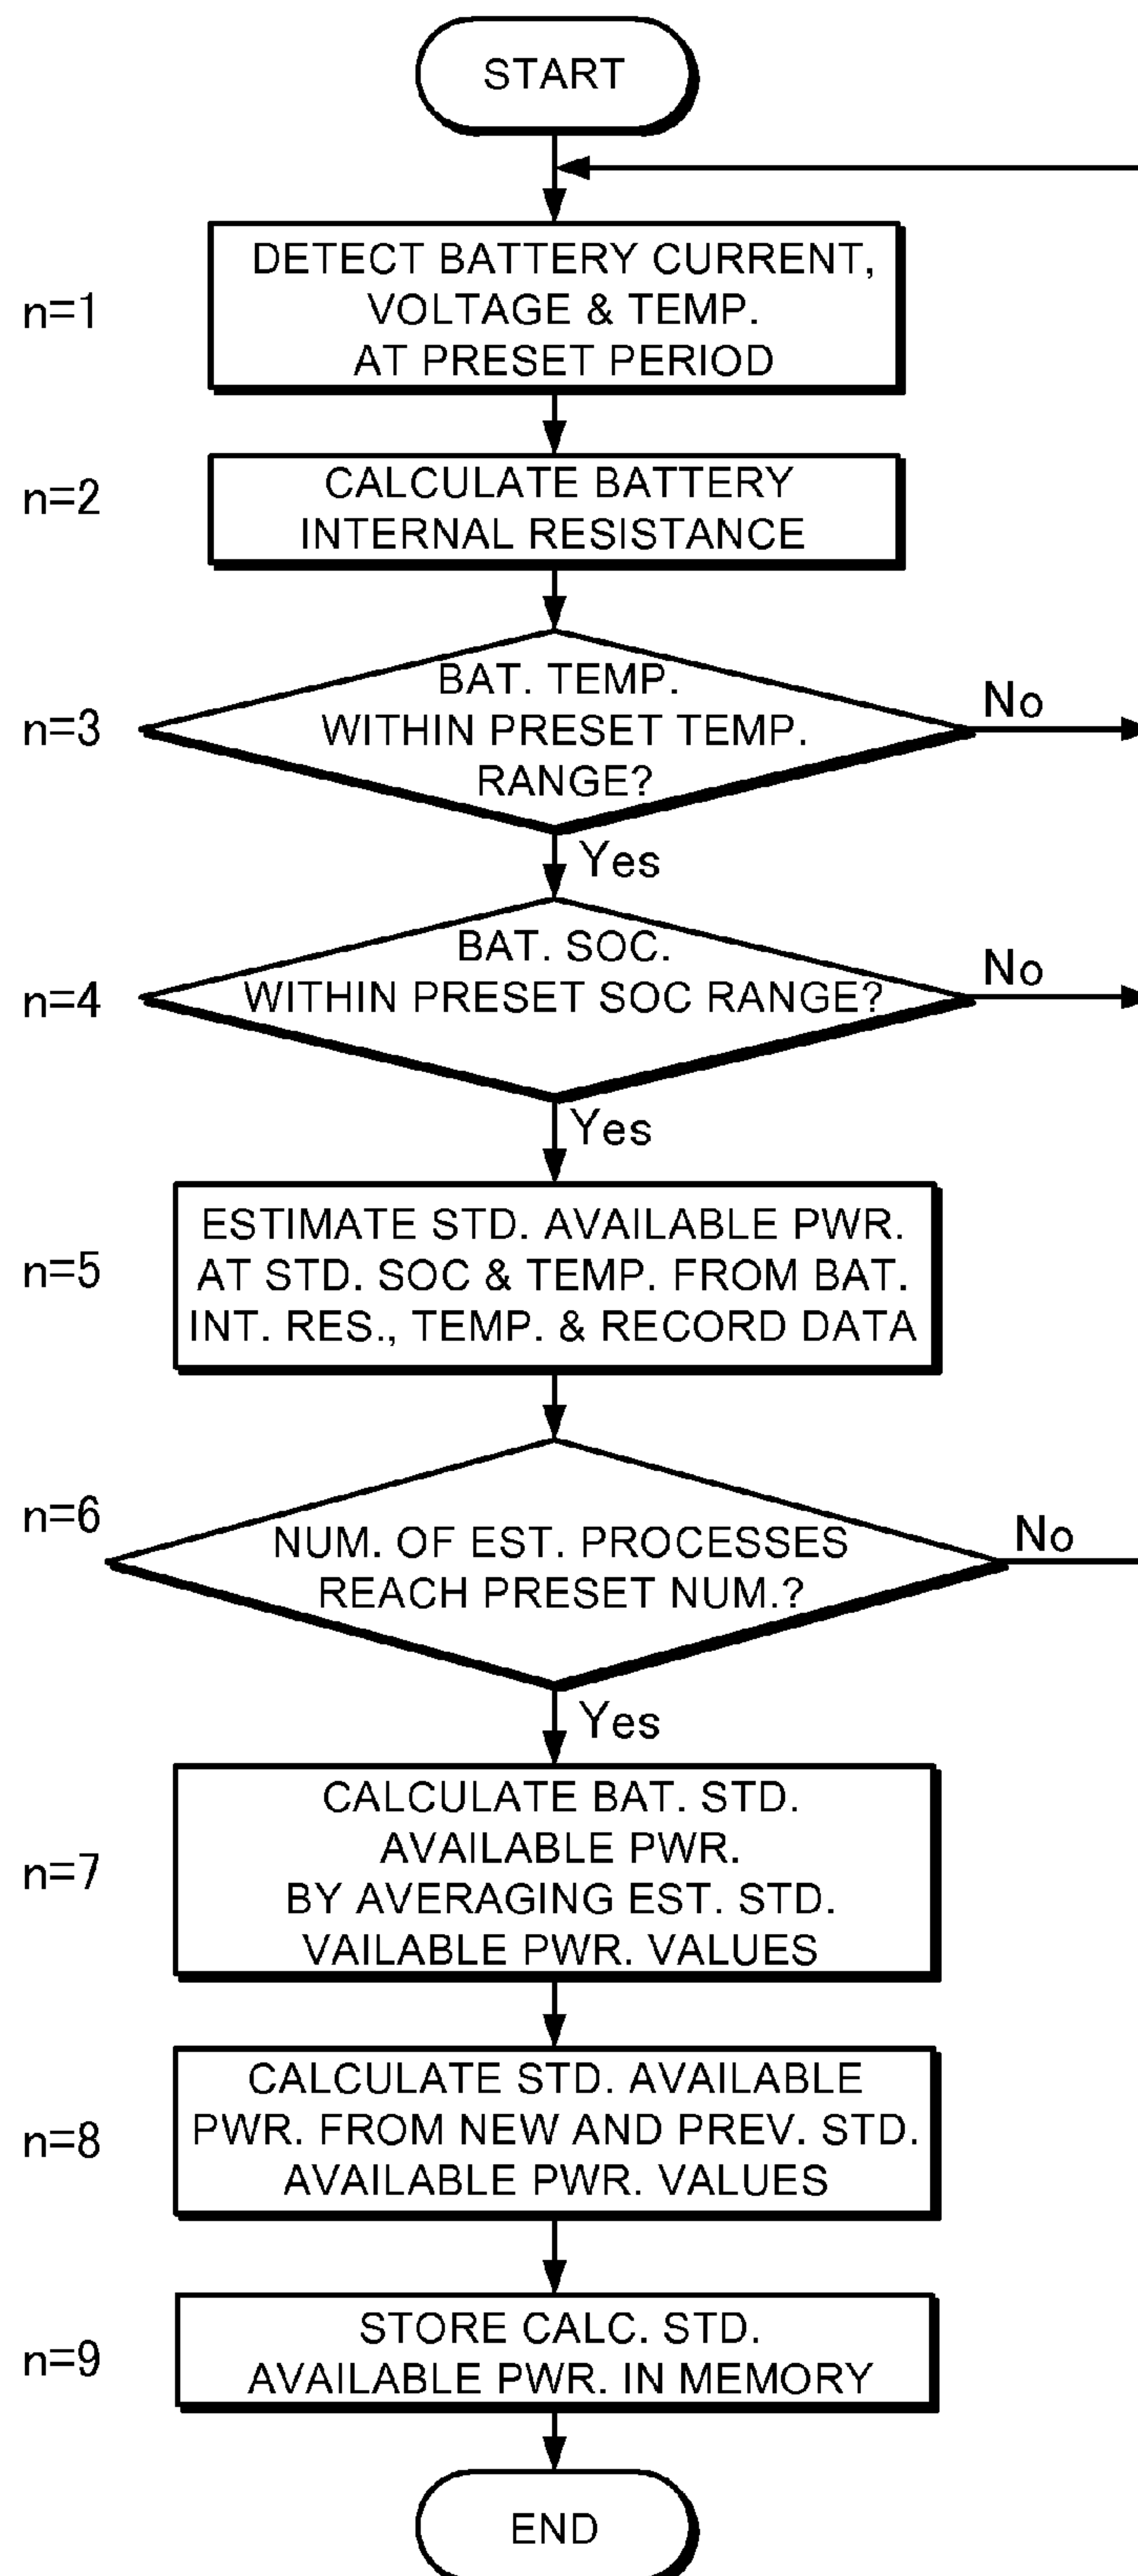 START
n=1
DETECT BATTERY CURRENT,
VOLTAGE & TEMP.
AT PRESET PERIOD
n=2
CALCULATE BATTERY
INTERNAL RESISTANCE
n=3
BAT. TEMP.
WITHIN PRESET TEMP.
RANGE?
No
Yes
n=4
BAT. SOC.
WITHIN PRESET SOC RANGE?
No
Yes
n=5
ESTIMATE STD. AVAILABLE PWR.
AT STD. SOC & TEMP. FROM BAT.
INT. RES., TEMP. & RECORD DATA
n=6
NUM. OF EST. PROCESSES
REACH PRESET NUM.?
No
Yes
n=7
CALCULATE BAT. STD.
AVAILABLE PWR.
BY AVERAGING EST. STD.
VAILABLE PWR. VALUES
n=8
CALCULATE STD. AVAILABLE
PWR. FROM NEW AND PREV. STD.
AVAILABLE PWR. VALUES
n=9
STORE CALC. STD.
AVAILABLE PWR. IN MEMORY
END